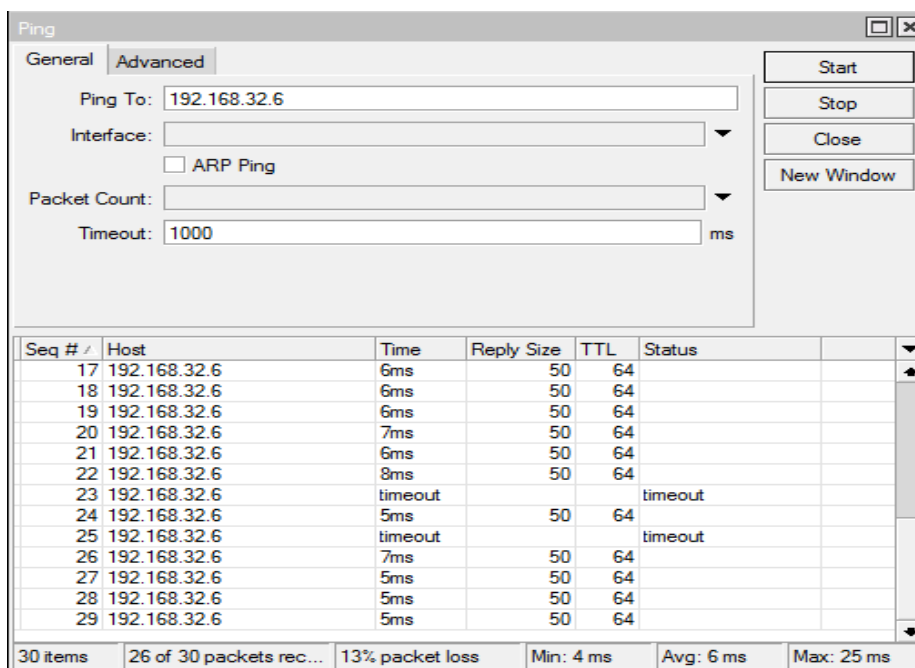 Ping
General Advanced
Start
Ping To: 192.168.32.6
Stop
Interface:
Close
ARP Ping
New Window
Packet Count:
Timeout: 1000 ms
Seq # Host Time Reply Size TTL Status
17 192.168.32.6 6ms 50 64
18 192.168.32.6 6ms 50 64
19 192.168.32.6 6ms 50 64
20 192.168.32.6 7ms 50 64
21 192.168.32.6 6ms 50 64
22 192.168.32.6 8ms 50 64
23 192.168.32.6 timeout timeout
24 192.168.32.6 5ms 50 64
25 192.168.32.6 timeout timeout
26 192.168.32.6 7ms 50 64
27 192.168.32.6 5ms 50 64
28 192.168.32.6 5ms 50 64
29 192.168.32.6 5ms 50 64
30 items 26 of 30 packets rec... 13% packet loss Min: 4 ms Avg: 6 ms Max: 25 ms